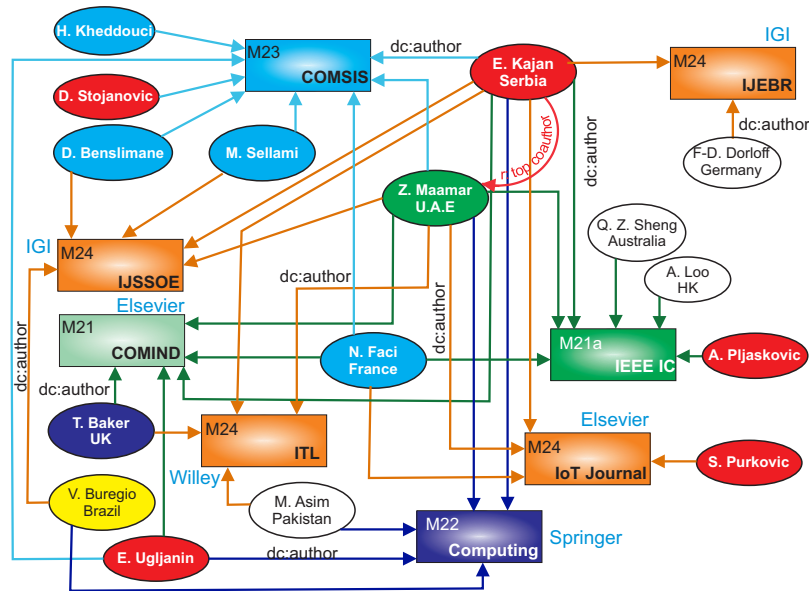 H. Kheddouci
M23
COMSIS
dc:author
E. Kajan
Serbia
IGI
M24
IJEBR
D. Stojanovic
D. Benslimane
M. Sellami
dc:author
F-D. Dorloff
Germany
r top coauthor
dc:author
Z. Maamar
U.A.E
Q. Z. Sheng
Australia
A. Loo
HK
IGI
M24
IJSSOE
dc:author
Elsevier
M21
COMIND
dc:author
N. Faci
France
dc:author
M21a
IEEE IC
A. Pljaskovic
dc:author
T. Baker
UK
M24
ITL
Willey
Elsevier
M24
IoT Journal
S. Purkovic
V. Buregio
Brazil
M. Asim
Pakistan
M22
Computing
Springer
E. Ugljanin
dc:author